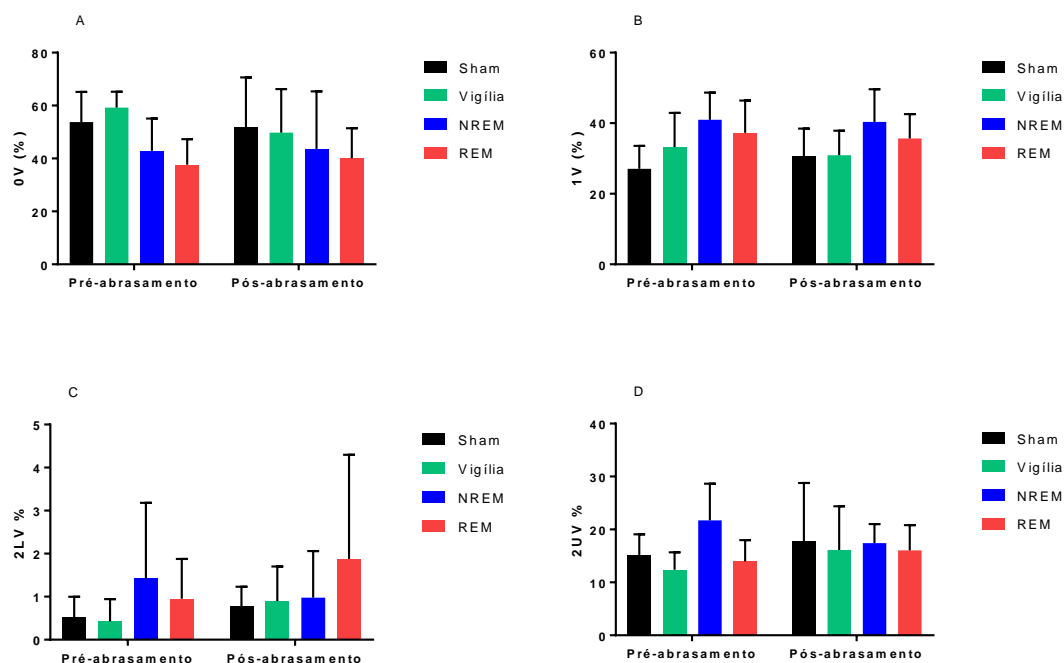 A
0V (%)
80
60
40
20
0
Pré-abrasamento Pós-abrasamento
Sham
Vigília
NREM
REM
B
1V (%)
60
40
20
0
Pré-abrasamento Pós-abrasamento
Sham
Vigília
NREM
REM
C
2LV %
5
4
3
2
1
0
Pré-abrasamento Pós-abrasamento
Sham
Vigília
NREM
REM
D
2UV %
40
30
20
10
0
Pré-abrasamento Pós-abrasamento
Sham
Vigília
NREM
REM